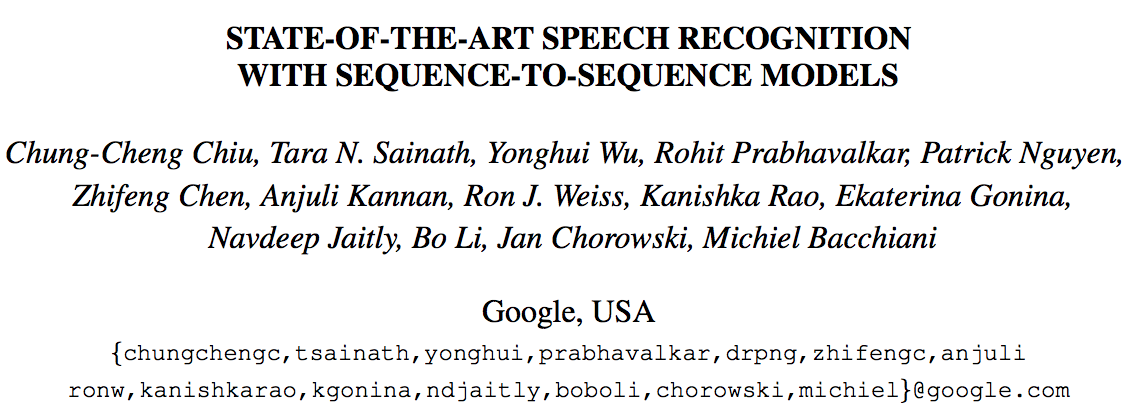 STATE-OF-THE-ART SPEECH RECOGNITION
WITH SEQUENCE-TO-SEQUENCE MODELS
Chung-Cheng Chiu, Tara N. Sainath, Yonghui Wu, Rohit Prabhavalkar, Patrick Nguyen,
Zhifeng Chen, Anjuli Kannan, Ron J. Weiss, Kanishka Rao, Ekaterina Gonina,
Navdeep Jaitly, Bo Li, Jan Chorowski, Michiel Bacchiani
Google, USA
{chungchengc,tsainath,yonghui,prabhavalkar,drpng,zhifengc,anjuli
ronw,kanishkarao,kgonina,ndjaitly,boboli,chorowski,michiel}@google.com